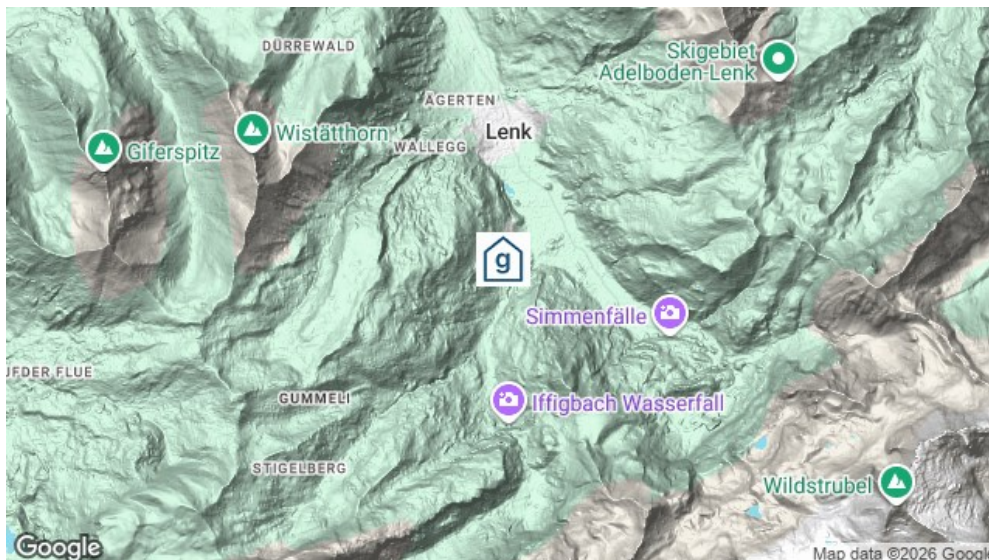 DÜRREWALD
Skigebiet
Adelboden-Lenk
ÄGERTEN
Lenk
Wistätthorn
WALLEGG
Giferspitz
g
Simmenfälle
UFDER FLUE
GUMMELI
Iffigbach Wasserfall
STIGELBERG
Wildstrubel
Google
Map data ©2026 Google